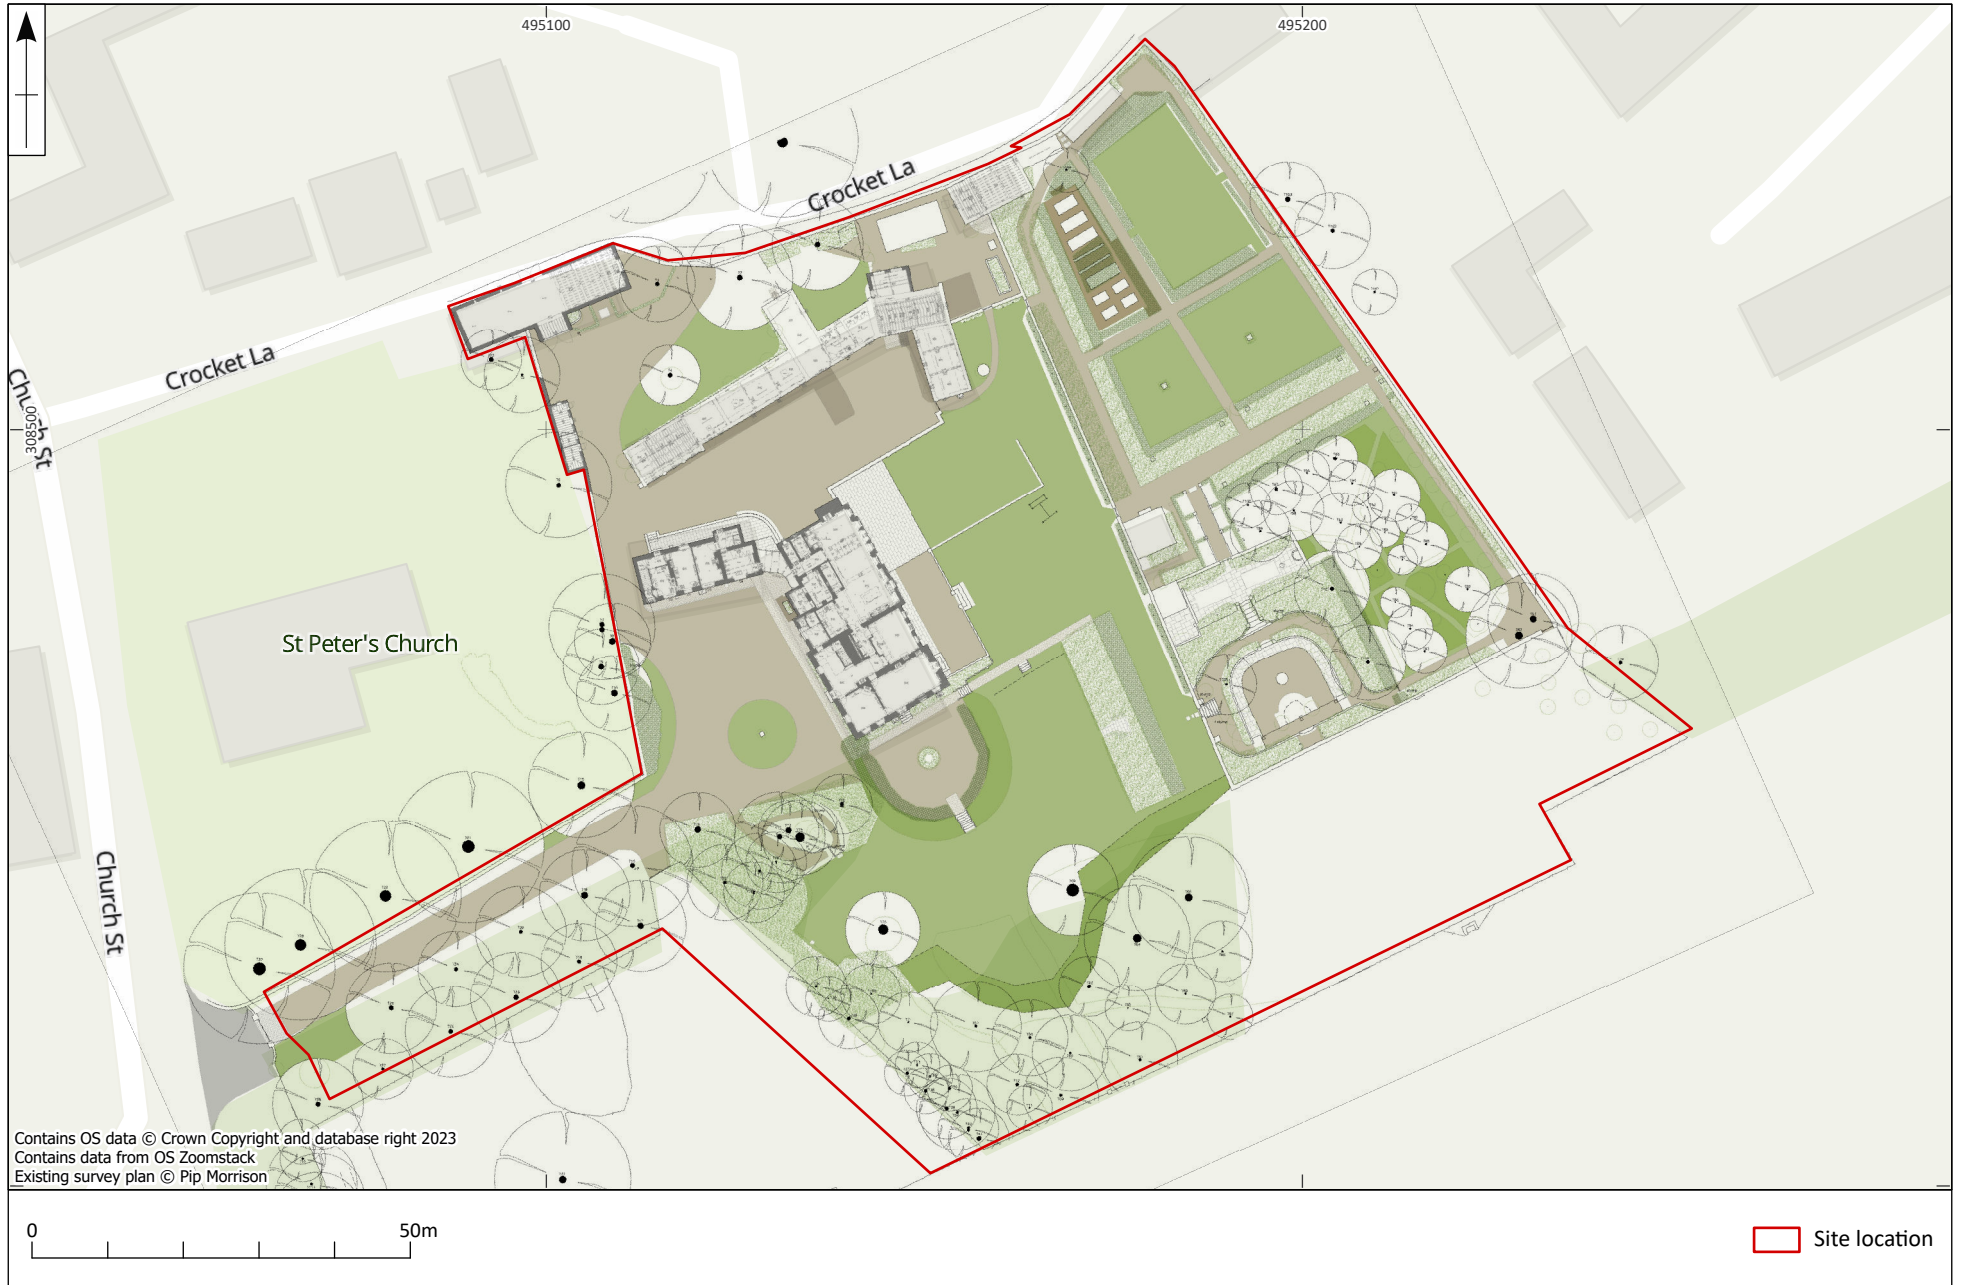 495100
495200
Crocket La
Crocket La
Church St
308500
St Peter's Church
Church St
Contains OS data © Crown Copyright and database right 2023
Contains data from OS Zoomstack
Existing survey plan © Pip Morrison
0
50m
Site location